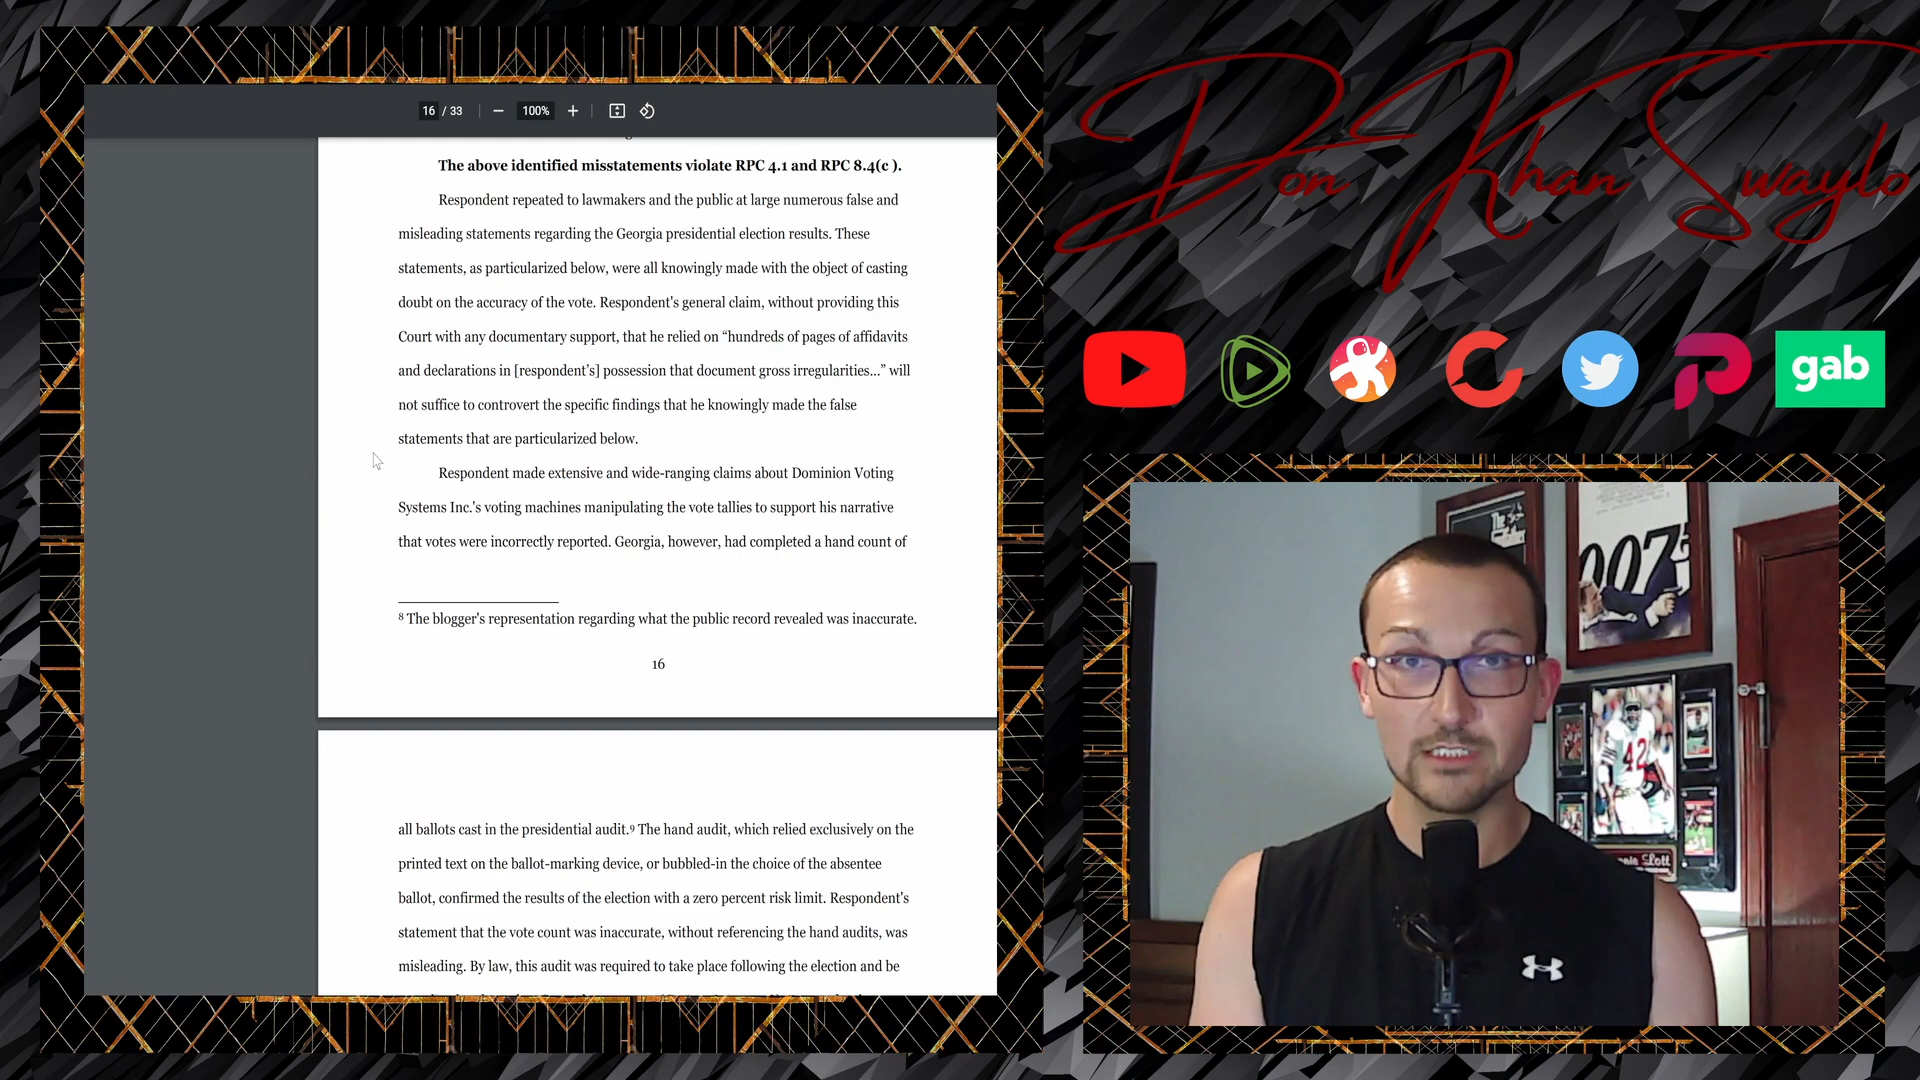 16 / 33
100%
The above identified misstatements violate RPC 4.1 and RPC 8.4(c ).
Respondent repeated to lawmakers and the public at large numerous false and
misleading statements regarding the Georgia presidential election results. These
statements, as particularized below, were all knowingly made with the object of casting
doubt on the accuracy of the vote. Respondent's general claim, without providing this
Court with any documentary support, that he relied on “hundreds of pages of affidavits
and declarations in [respondent’s] possession that document gross irregularities...” will
not suffice to controvert the specific findings that he knowingly made the false
statements that are particularized below.
Respondent made extensive and wide-ranging claims about Dominion Voting
Systems Inc.'s voting machines manipulating the vote tallies to support his narrative
that votes were incorrectly reported. Georgia, however, had completed a hand count of
8 The blogger's representation regarding what the public record revealed was inaccurate.
16
all ballots cast in the presidential audit.9 The hand audit, which relied exclusively on the
printed text on the ballot-marking device, or bubbled-in the choice of the absentee
ballot, confirmed the results of the election with a zero percent risk limit. Respondent's
statement that the vote count was inaccurate, without referencing the hand audits, was
misleading. By law, this audit was required to take place following the election and be
Don Khan Swaylo
gab
The
007
42